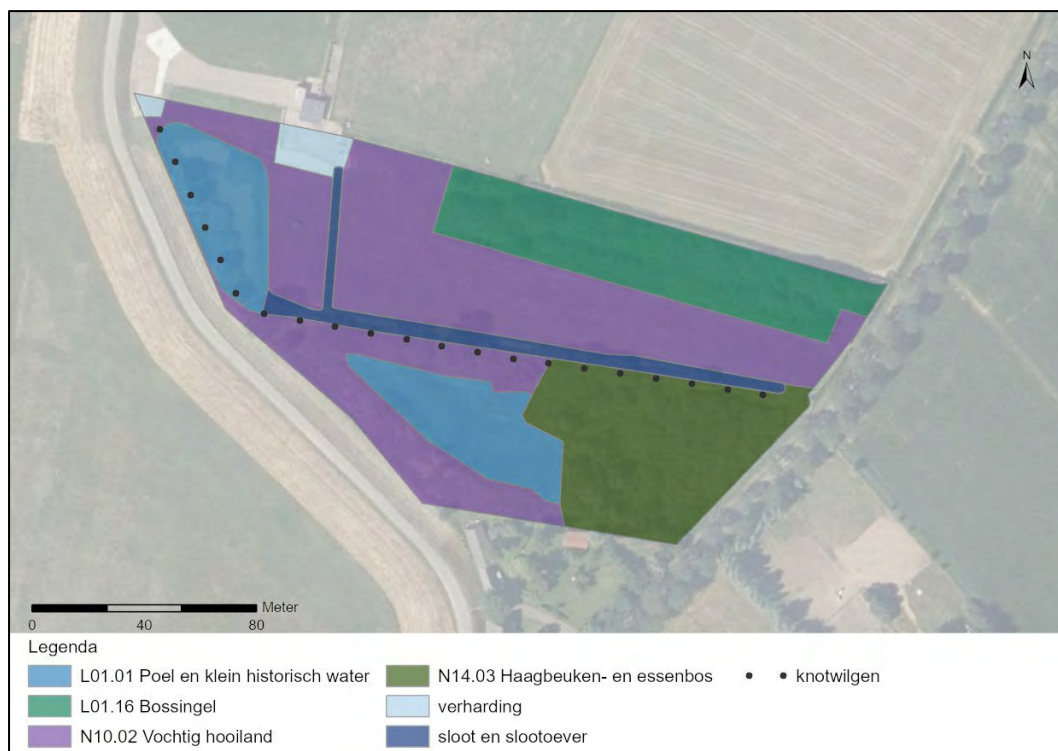 N
Meter
0 40 80
Legenda
L01.01 Poel en klein historisch water
L01.16 Bossingel
N10.02 Vochtig hooiland
N14.03 Haagbeuken- en essenbos
verharding
sloot en slootoever
knotwilgen